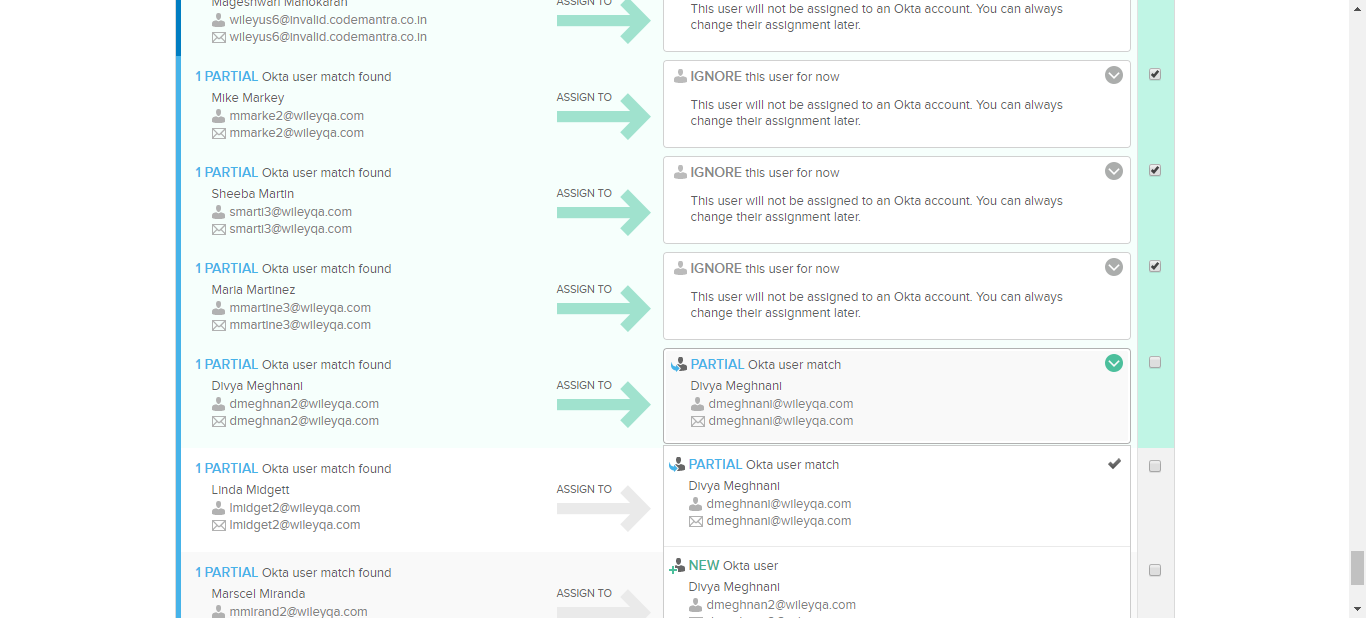 Mageshwari Manokaran
wileyus6@invalid.codemantra.co.in
wileyus6@invalid.codemantra.co.in
ASSIGN TO
This user will not be assigned to an Okta account. You can always
change their assignment later.
1 PARTIAL Okta user match found
Mike Markey
mmarke2@wileyqa.com
mmarke2@wileyqa.com
ASSIGN TO
IGNORE this user for now
This user will not be assigned to an Okta account. You can always
change their assignment later.
1 PARTIAL Okta user match found
Sheeba Martin
smarti3@wileyqa.com
smarti3@wileyqa.com
ASSIGN TO
IGNORE this user for now
This user will not be assigned to an Okta account. You can always
change their assignment later.
1 PARTIAL Okta user match found
Maria Martinez
mmartine3@wileyqa.com
mmartine3@wileyqa.com
ASSIGN TO
IGNORE this user for now
This user will not be assigned to an Okta account. You can always
change their assignment later.
1 PARTIAL Okta user match found
Divya Meghnani
dmeghnan2@wileyqa.com
dmeghnan2@wileyqa.com
ASSIGN TO
PARTIAL Okta user match
Divya Meghnani
dmeghnani@wileyqa.com
dmeghnani@wileyqa.com
1 PARTIAL Okta user match found
Linda Midgett
lmidget2@wileyqa.com
lmidget2@wileyqa.com
ASSIGN TO
PARTIAL Okta user match
Divya Meghnani
dmeghnani@wileyqa.com
dmeghnani@wileyqa.com
1 PARTIAL Okta user match found
Marscel Miranda
mmirand2@wileyqa.com
ASSIGN TO
NEW Okta user
Divya Meghnani
dmeghnan2@wileyqa.com